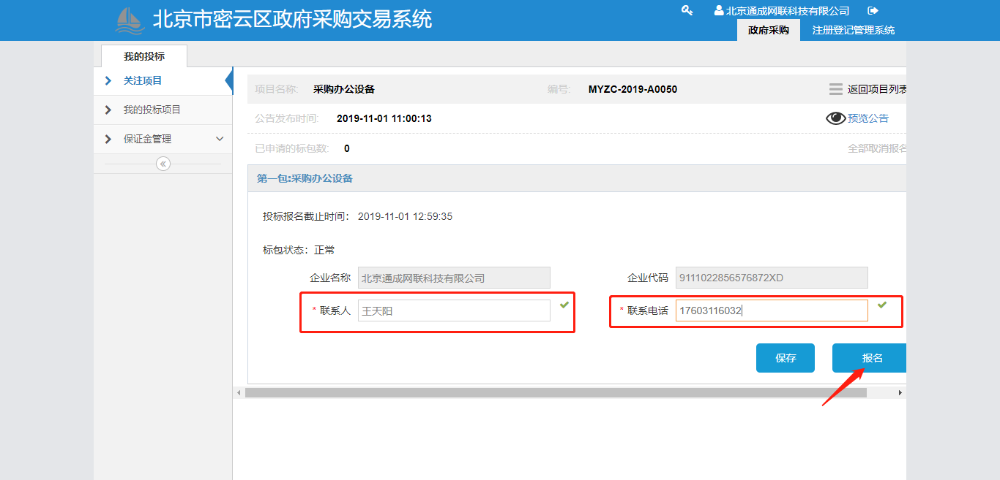 北京市密云区政府采购交易系统
北京通成网联科技有限公司
政府采购 注册登记管理系统
我的投标
关注项目
我的投标项目
保证金管理
项目名称: 采购办公设备 编号: MYZC-2019-A0050 返回项目列表
公告发布时间: 2019-11-01 11:00:13 预览公告
已申请的标包数: 0 全部取消报名
第一包:采购办公设备
投标报名截止时间: 2019-11-01 12:59:35
标包状态: 正常
企业名称 北京通成网联科技有限公司 企业代码 9111022856576872XD
* 联系人 王天阳 * 联系电话 17603116032
保存 报名